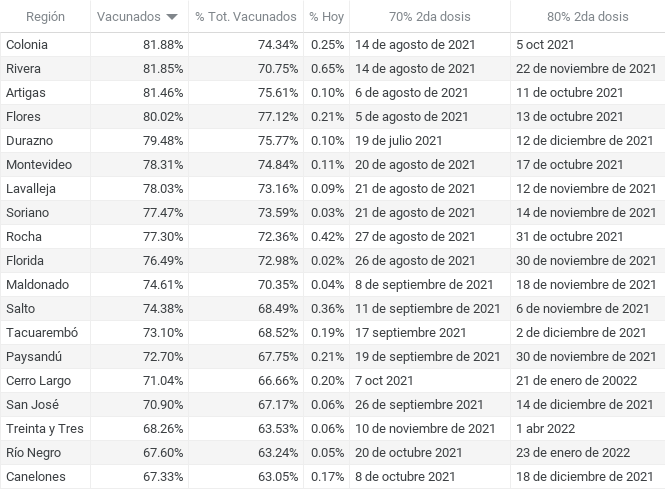 Región Vacunados % Tot. Vacunados % Hoy 70% 2da dosis 80% 2da dosis
Colonia 81.88% 74.34% 0.25% 14 de agosto de 2021 5 oct 2021
Rivera 81.85% 70.75% 0.65% 14 de agosto de 2021 22 de noviembre de 2021
Artigas 81.46% 75.61% 0.10% 6 de agosto de 2021 11 de octubre de 2021
Flores 80.02% 77.12% 0.21% 5 de agosto de 2021 13 de octubre de 2021
Durazno 79.48% 75.77% 0.10% 19 de julio 2021 12 de diciembre de 2021
Montevideo 78.31% 74.84% 0.11% 20 de agosto de 2021 17 de octubre de 2021
Lavalleja 78.03% 73.16% 0.09% 21 de agosto de 2021 12 de noviembre de 2021
Soriano 77.47% 73.59% 0.03% 21 de agosto de 2021 14 de noviembre de 2021
Rocha 77.30% 72.36% 0.42% 27 de agosto de 2021 31 de octubre de 2021
Florida 76.49% 72.98% 0.02% 26 de agosto de 2021 30 de noviembre de 2021
Maldonado 74.61% 70.35% 0.04% 8 de septiembre de 2021 18 de noviembre de 2021
Salto 74.38% 68.49% 0.36% 11 de septiembre de 2021 6 de noviembre de 2021
Tacuarembó 73.10% 68.52% 0.19% 17 septiembre de 2021 2 de diciembre de 2021
Paysandú 72.70% 67.75% 0.21% 19 de septiembre de 2021 30 de noviembre de 2021
Cerro Largo 71.04% 66.66% 0.20% 7 oct 2021 21 de enero de 20022
San José 70.90% 67.17% 0.06% 26 de septiembre de 2021 14 de diciembre de 2021
Treinta y Tres 68.26% 63.53% 0.06% 10 de noviembre de 2021 1 abr 2022
Río Negro 67.60% 63.24% 0.05% 20 de octubre de 2021 23 de enero de 2022
Canelones 67.33% 63.05% 0.17% 8 de octubre de 2021 18 de diciembre de 2021